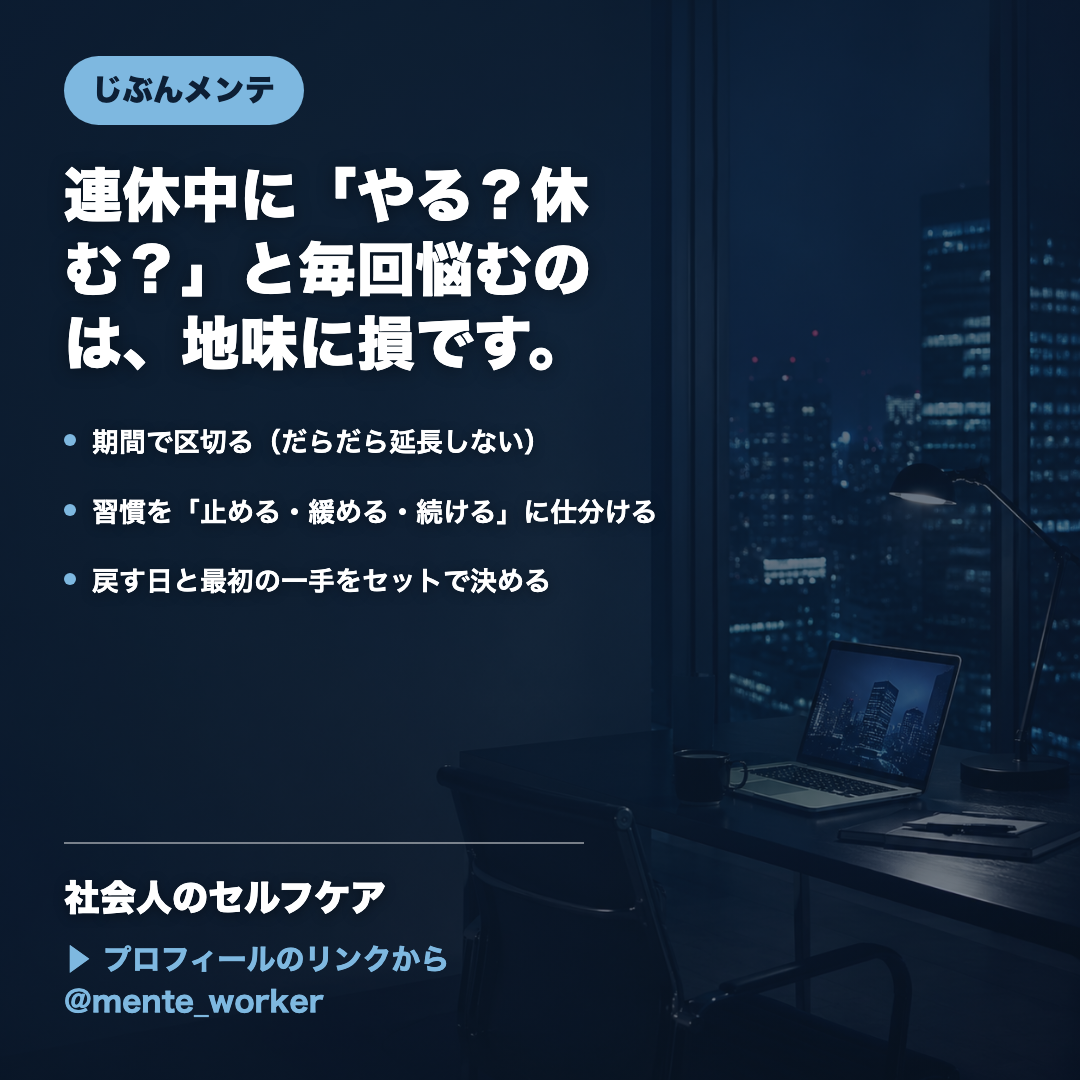 じぶんメンテ
連休中に「やる？休
む？」と毎回悩むの
は、地味に損です。
期間で区切る（だらだら延長しない）
習慣を「止める・緩める・続ける」に仕分ける
戻す日と最初の一手をセットで決める
社会人のセルフケア
▶ プロフィールのリンクから
@mente_worker